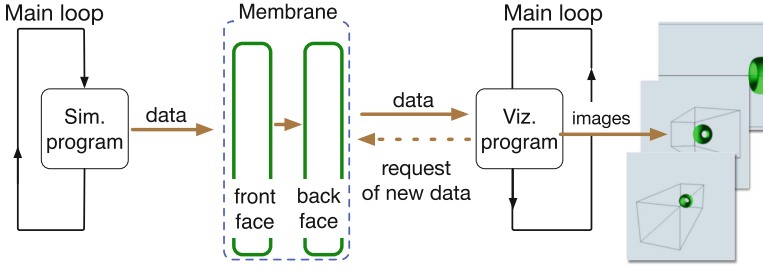 Main loop
Membrane
Main loop
Sim.
program
data
front
face
back
face
data
request
of new data
Viz.
program
images